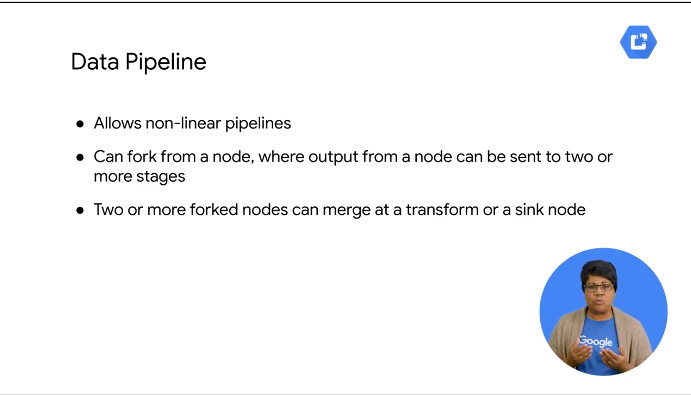 Data Pipeline
● Allows non-linear pipelines
● Can fork from a node, where output from a node can be sent to two or
more stages
● Two or more forked nodes can merge at a transform or a sink node
Google